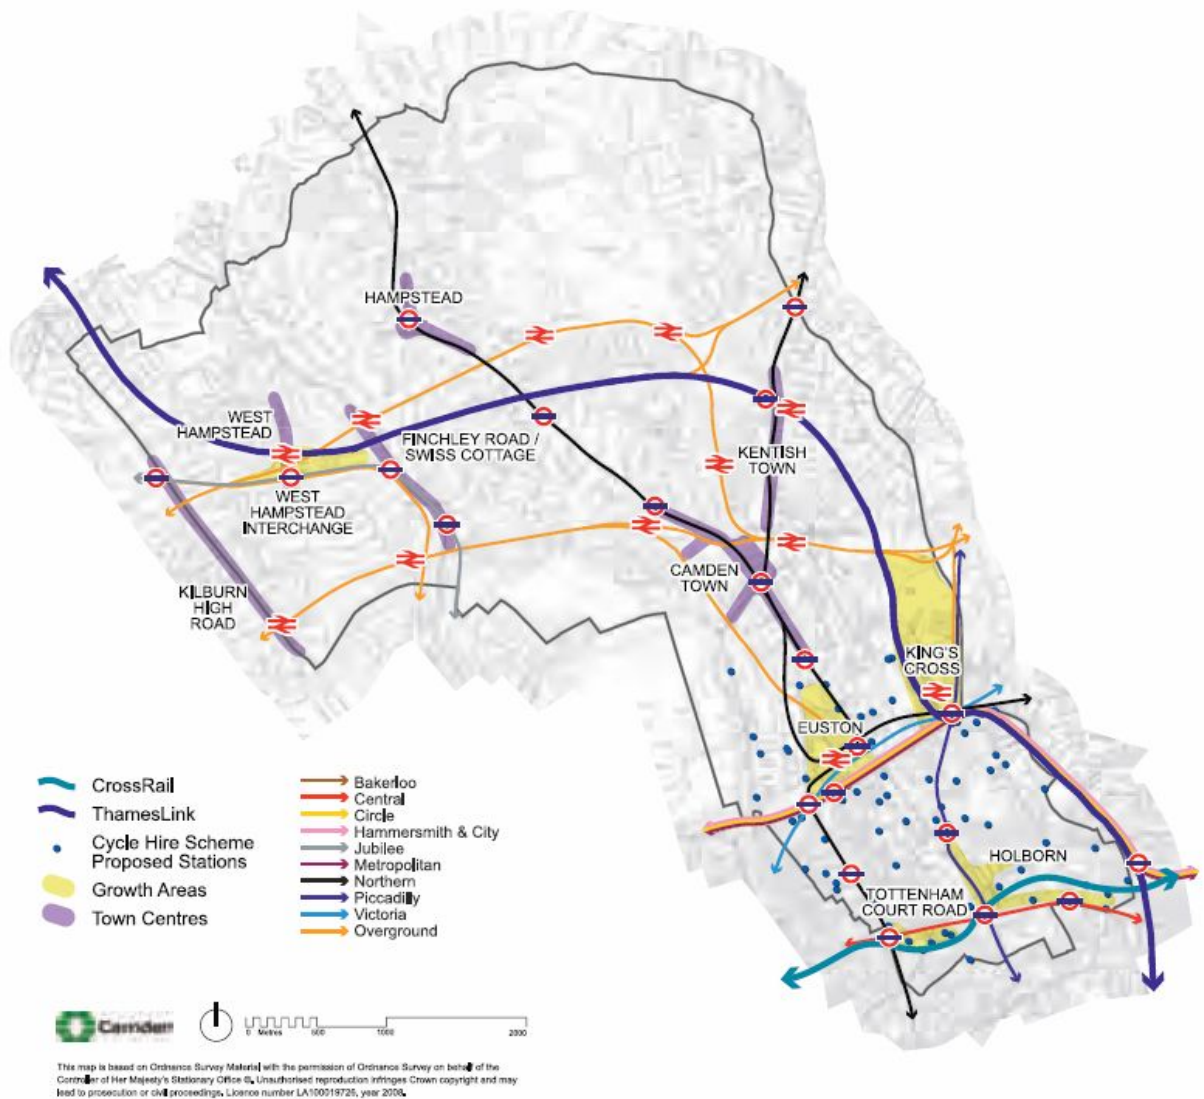 HAMPSTEAD
WEST
HAMPSTEAD
FINCHLEY ROAD /
SWISS COTTAGE
KENTISH
TOWN
WEST
HAMPSTEAD
INTERCHANGE
CAMDEN
TOWN
KILBURN
HIGH
ROAD
KING'S
CROSS
EUSTON
HOLBORN
TOTTENHAM
COURT ROAD
CrossRail
ThamesLink
Cycle Hire Scheme
Proposed Stations
Growth Areas
Town Centres
Bakerloo
Central
Circle
Hammersmith & City
Jubilee
Metropolitan
Northern
Piccadilly
Victoria
Overground
Camden
0 Metres 500 1000 2000
This map is based on Ordnance Survey Material with the permission of Ordnance Survey on behalf of the
Controller of Her Majesty's Stationary Office ©. Unauthorised reproduction infringes Crown copyright and may
lead to prosecution or civil proceedings. Licence number LA100019726, year 2008.